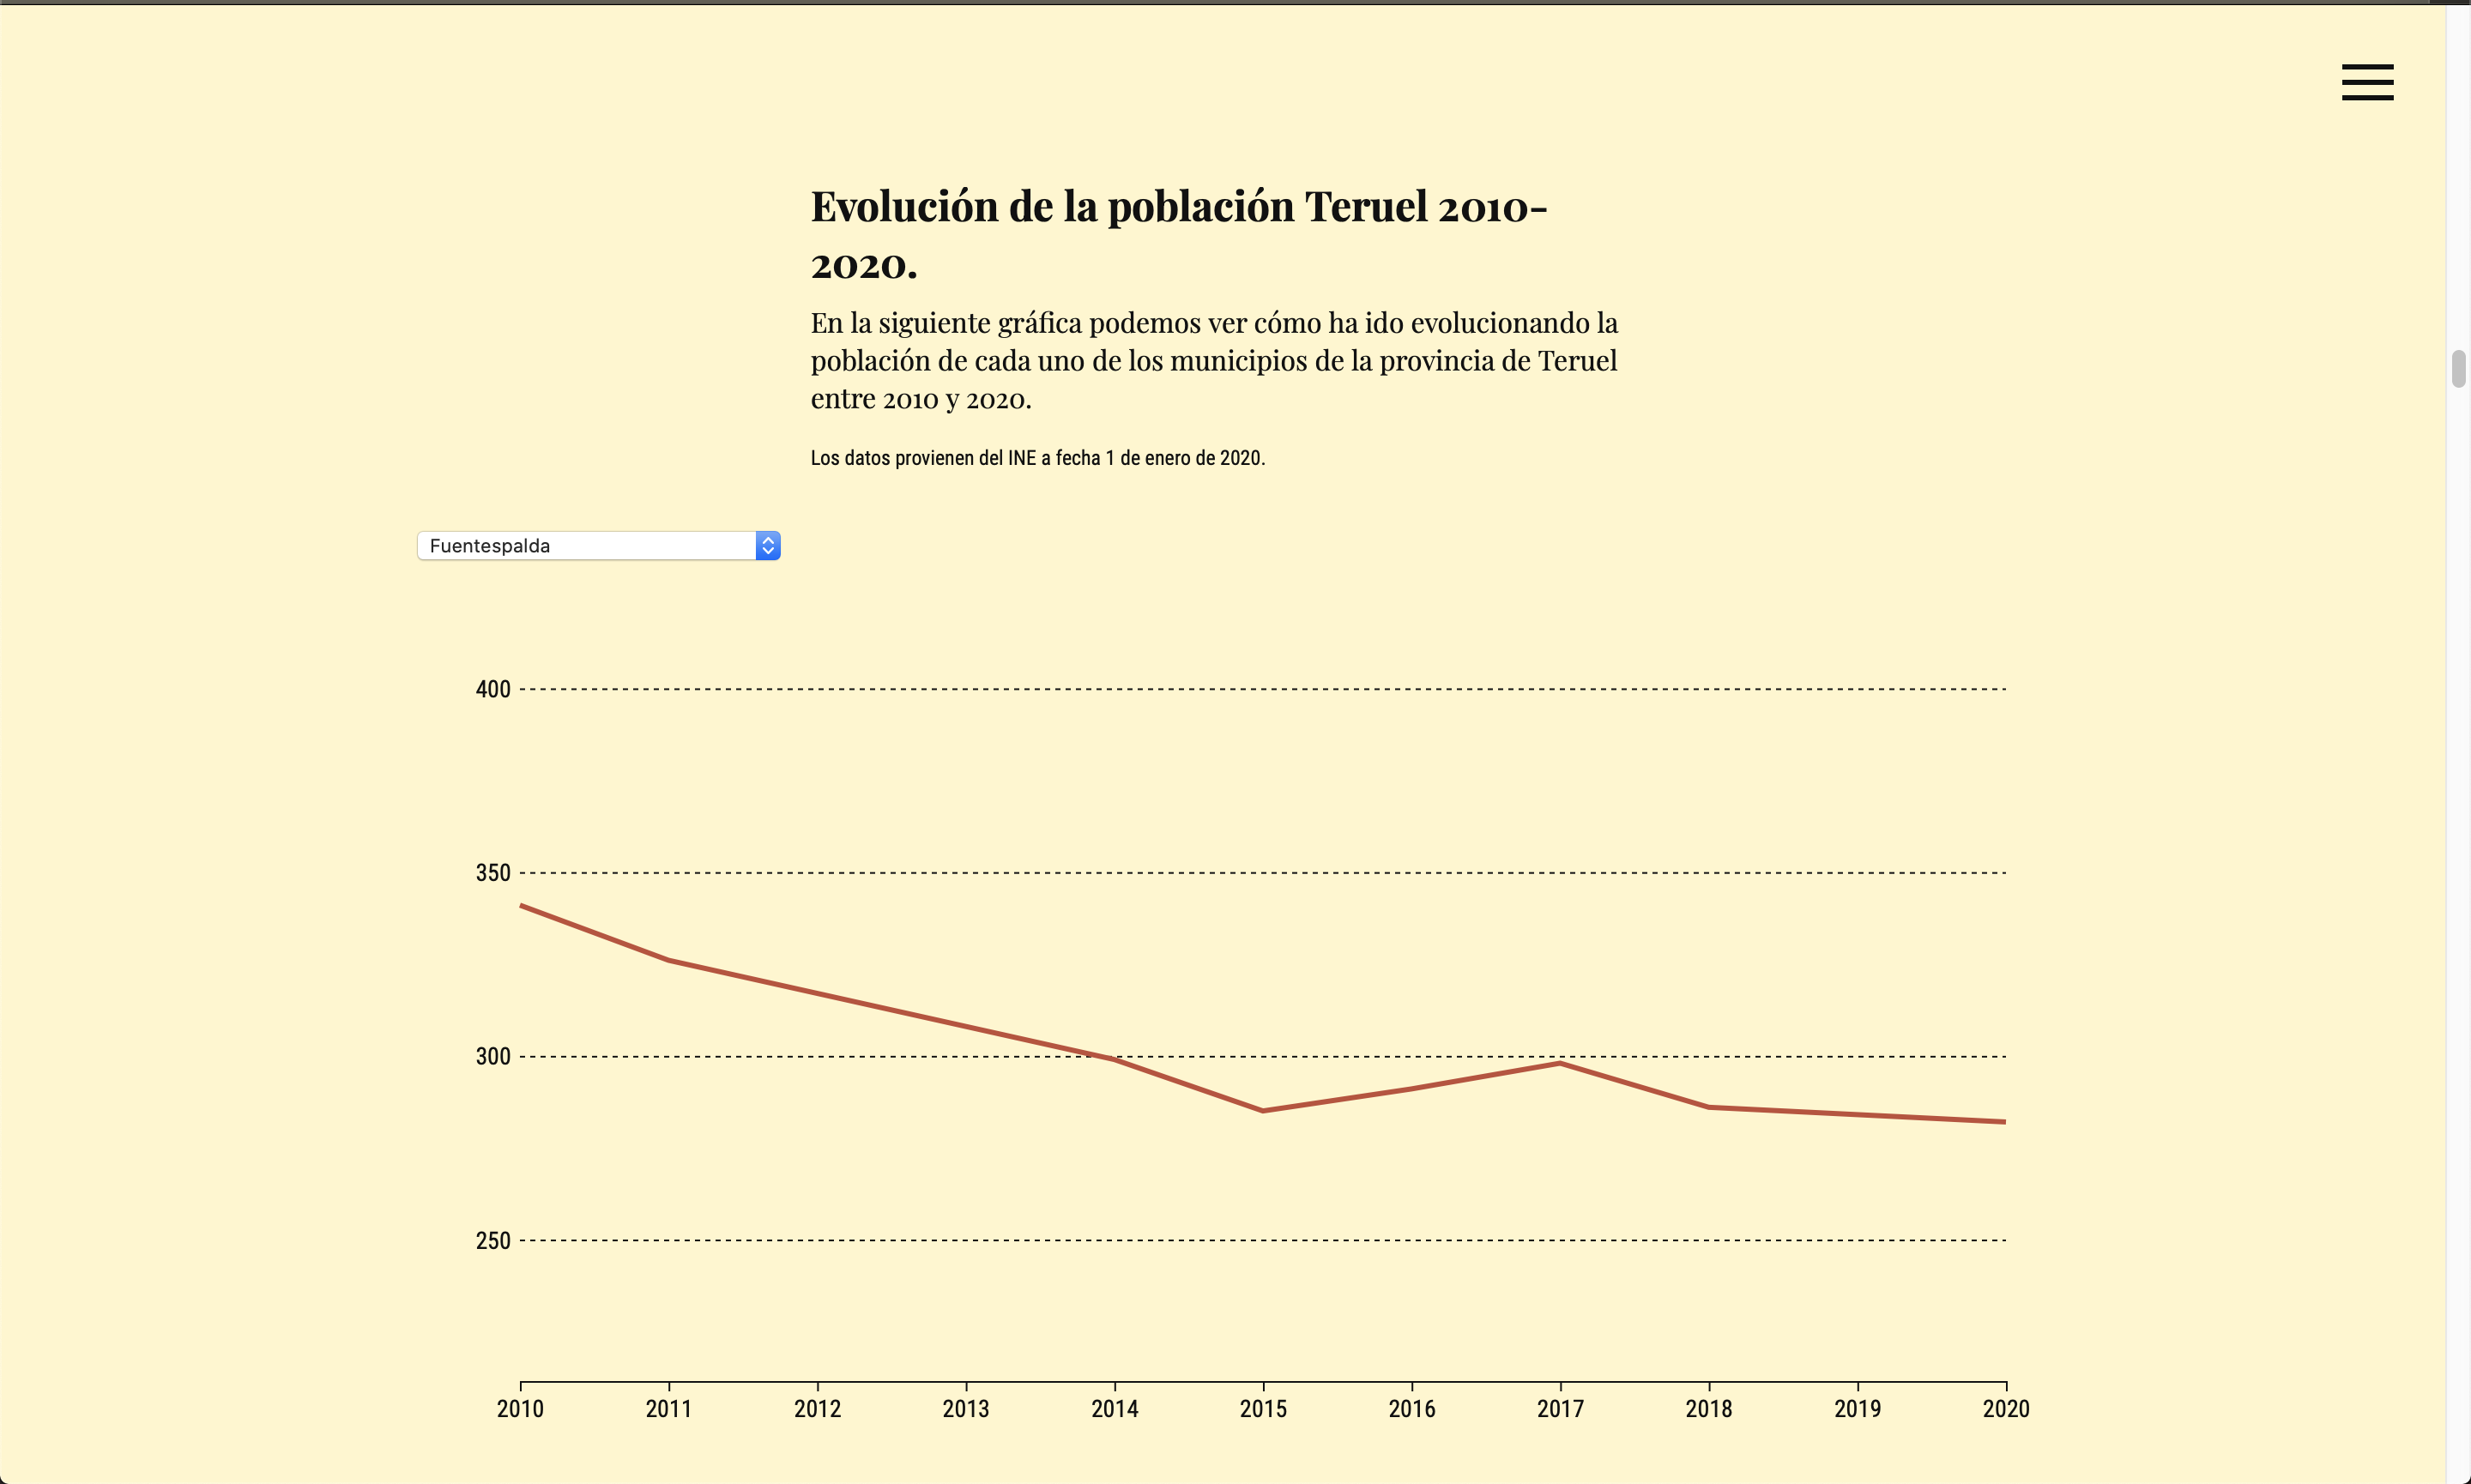 Evolución de la población Teruel 2010-
2020.
En la siguiente gráfica podemos ver cómo ha ido evolucionando la
población de cada uno de los municipios de la provincia de Teruel
entre 2010 y 2020.
Los datos provienen del INE a fecha 1 de enero de 2020.
Fuentespalda
400
350
300
250
2010 2011 2012 2013 2014 2015 2016 2017 2018 2019 2020